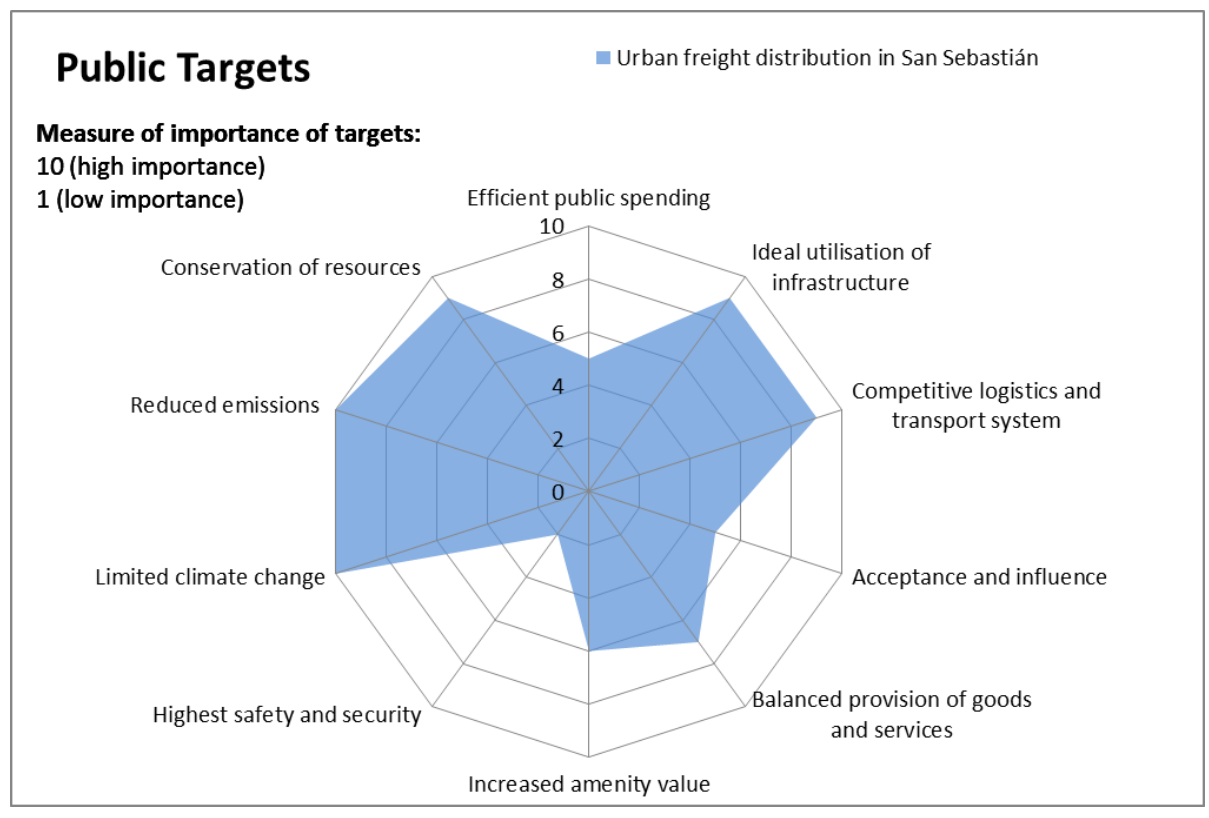 Public Targets
Urban freight distribution in San Sebastián
Measure of importance of targets:
10 (high importance)
1 (low importance)
Efficient public spending
10
Ideal utilisation of
infrastructure
Conservation of resources
8
6
4
2
0
Competitive logistics and
transport system
Reduced emissions
Limited climate change
Acceptance and influence
Highest safety and security
Balanced provision of goods
and services
Increased amenity value